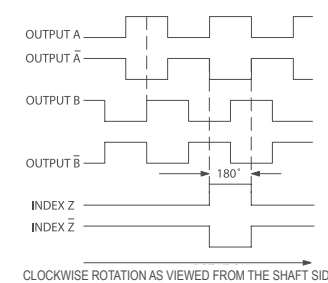 OUTPUT A
OUTPUT A̅
OUTPUT B
OUTPUT B̅
180°
INDEX Z
INDEX Z̅
CLOCKWISE ROTATION AS VIEWED FROM THE SHAFT SID